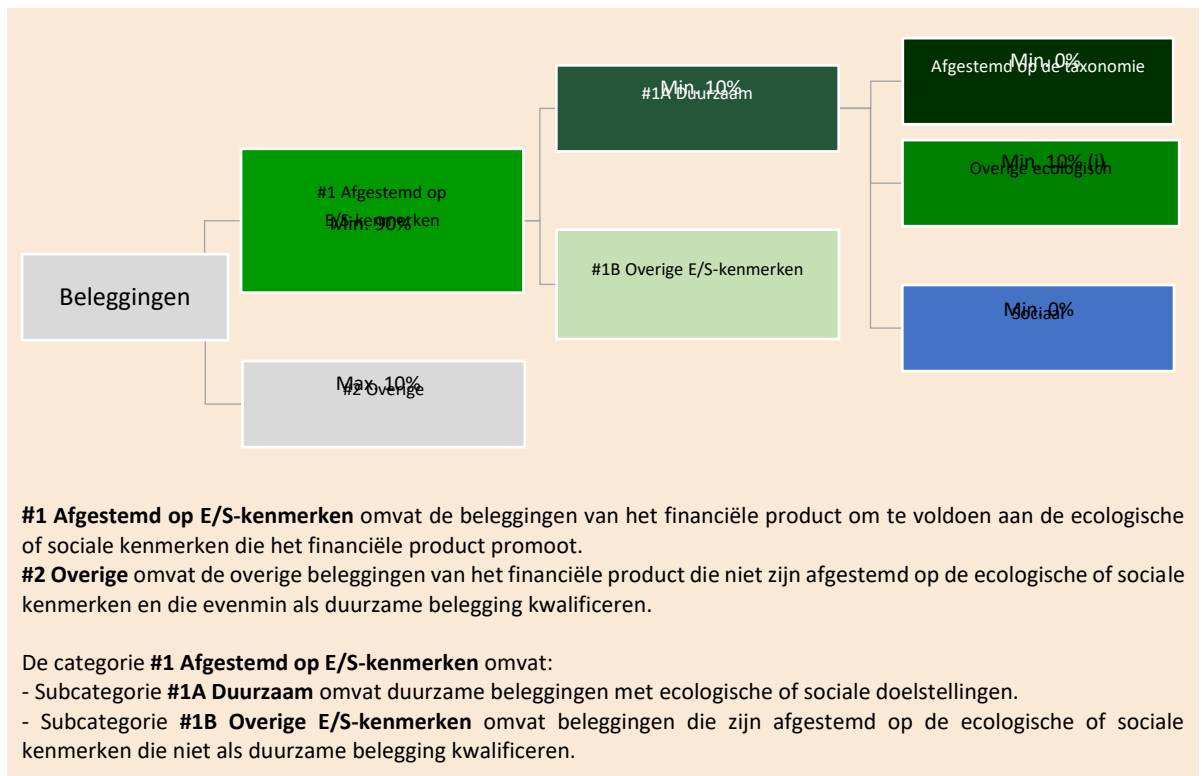 Beleggingen
#1 Afgestemd op
E/S-kenmerken
Min. 90%
#2 Overige
Max. 10%
#1A Duurzaam
Min. 10%
#1B Overige E/S-kenmerken
Afgestemd op de taxonomie
Min. 0%
Overige ecologisch
Min. 10% (i)
Sociaal
Min. 0%
#1 Afgestemd op E/S-kenmerken omvat de beleggingen van het financiële product om te voldoen aan de ecologische
of sociale kenmerken die het financiële product promoot.
#2 Overige omvat de overige beleggingen van het financiële product die niet zijn afgestemd op de ecologische of sociale
kenmerken en die evenmin als duurzame belegging kwalificeren.
De categorie #1 Afgestemd op E/S-kenmerken omvat:
- Subcategorie #1A Duurzaam omvat duurzame beleggingen met ecologische of sociale doelstellingen.
- Subcategorie #1B Overige E/S-kenmerken omvat beleggingen die zijn afgestemd op de ecologische of sociale
kenmerken die niet als duurzame belegging kwalificeren.